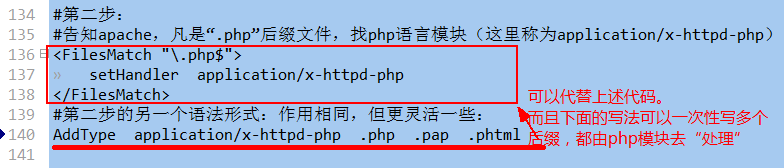 134 #第二步:
135 #告知apache, 凡是“.php”后缀文件, 找php语言模块 (这里称为application/x-httpd-php)
136 <FilesMatch "\.php$">
137 » setHandler application/x-httpd-php
138 </FilesMatch>
139 #第二步的另一个语法形式: 作用相同, 但更灵活一些:
140 AddType application/x-httpd-php .php .pap .phtml
141
可以代替上述代码。
而且下面的写法可以一次性写多个
后缀，都由php模块去“处理”